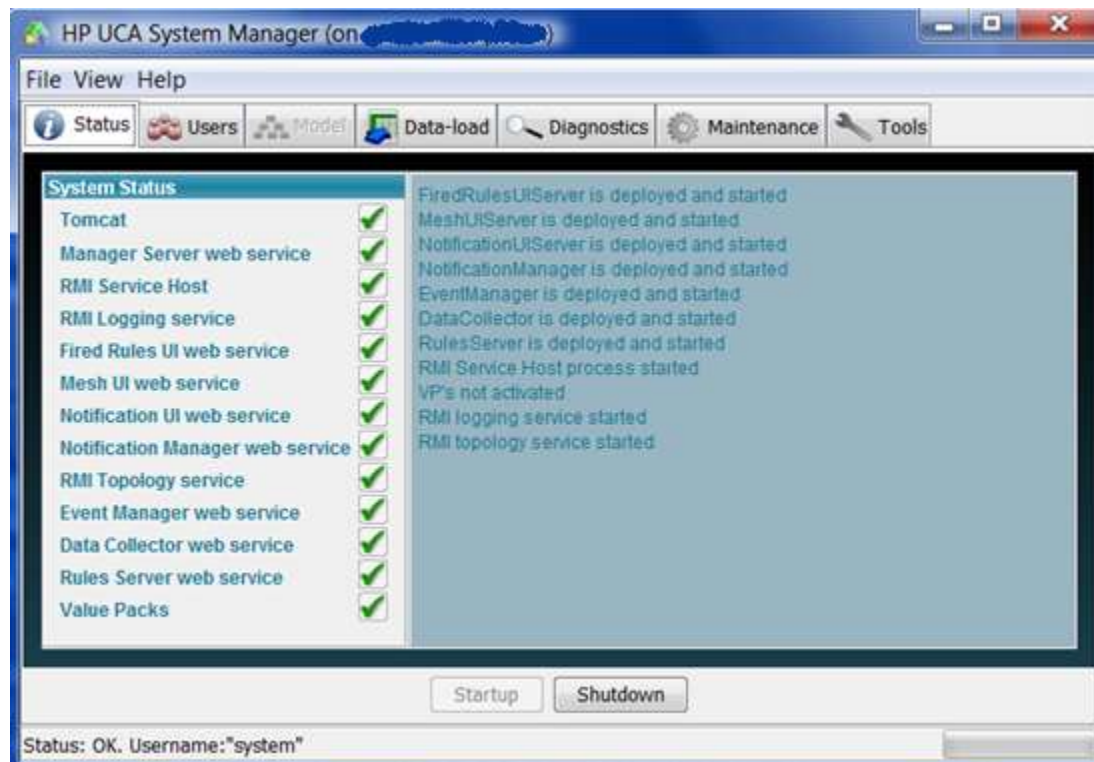 HP UCA System Manager (on )
File View Help
Status Users Model Data-load Diagnostics Maintenance Tools
System Status
Tomcat
Manager Server web service
RMI Service Host
RMI Logging service
Fired Rules UI web service
Mesh UI web service
Notification UI web service
Notification Manager web service
RMI Topology service
Event Manager web service
Data Collector web service
Rules Server web service
Value Packs
FiredRulesUIServer is deployed and started
MeshUIServer is deployed and started
NotificationUIServer is deployed and started
NotificationManager is deployed and started
EventManager is deployed and started
DataCollector is deployed and started
RulesServer is deployed and started
RMI Service Host process started
VP's not activated
RMI logging service started
RMI topology service started
Startup Shutdown
Status: OK. Username:"system"